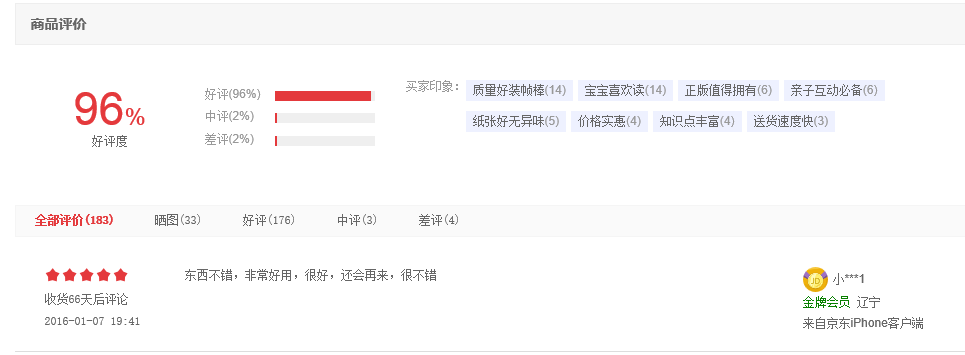 商品评价
96%
好评度
好评(96%)
中评(2%)
差评(2%)
买家印象： 质量好装帧棒(14) 宝宝喜欢读(14) 正版值得拥有(6) 亲子互动必备(6)
纸张好无异味(5) 价格实惠(4) 知识点丰富(4) 送货速度快(3)
全部评价(183) 晒图(33) 好评(176) 中评(3) 差评(4)
东西不错，非常好用，很好，还会再来，很不错
收货66天后评论
2016-01-07 19:41
JD 小***1
金牌会员 辽宁
来自京东iPhone客户端